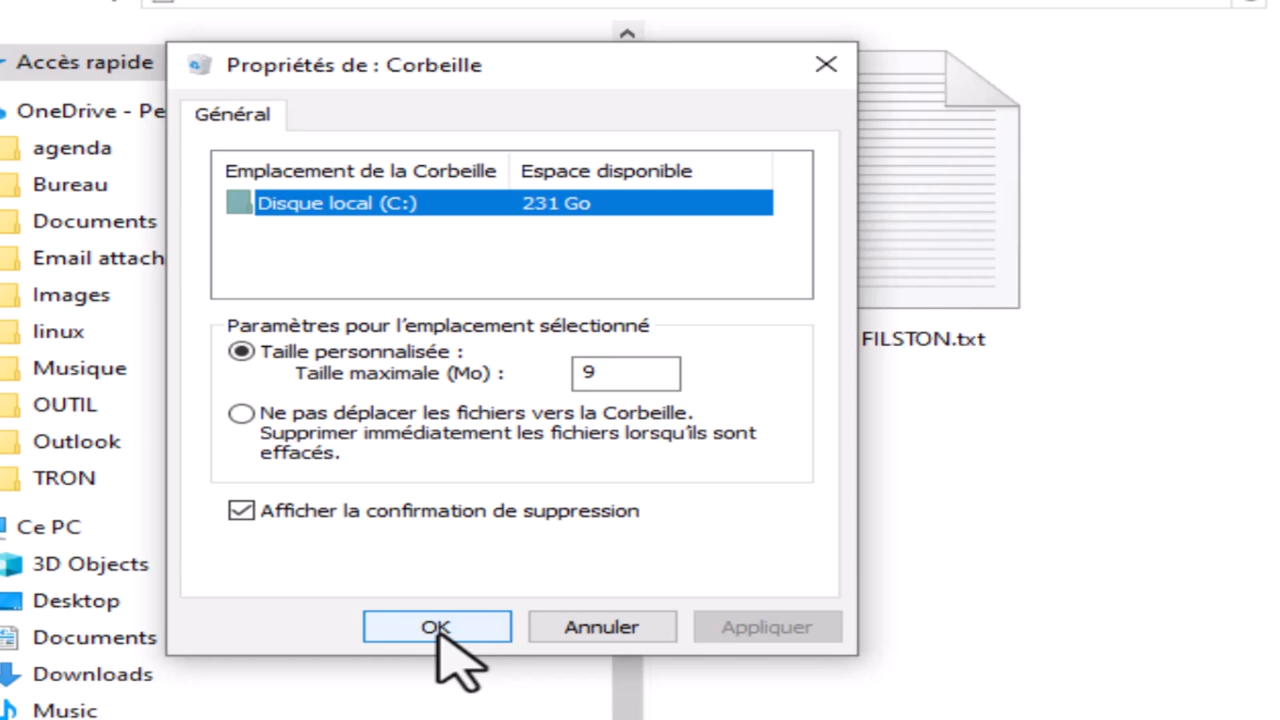 Propriétés de : Corbeille
Général
Emplacement de la Corbeille Espace disponible
Disque local (C:) 231 Go
Paramètres pour l'emplacement sélectionné
Taille personnalisée :
Taille maximale (Mo) : 9
Ne pas déplacer les fichiers vers la Corbeille.
Supprimer immédiatement les fichiers lorsqu'ils sont
effacés.
Afficher la confirmation de suppression
OK Annuler Appliquer
Accès rapide
OneDrive - Pe
agenda
Bureau
Documents
Email attach
Images
linux
Musique
OUTIL
Outlook
TRON
Ce PC
3D Objects
Desktop
Documents
Downloads
Music
FILSTON.txt